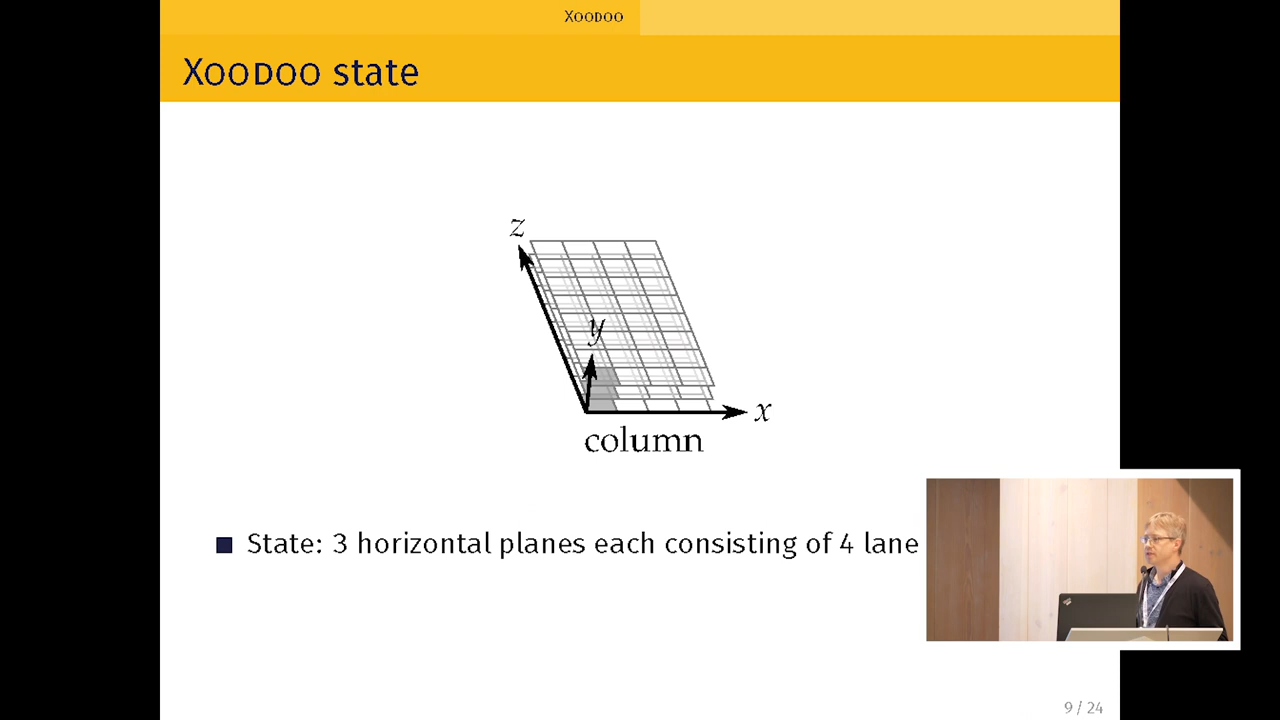 Xoodoo
Xoodoo state
z
y
x
column
State: 3 horizontal planes each consisting of 4 lane
9 / 24